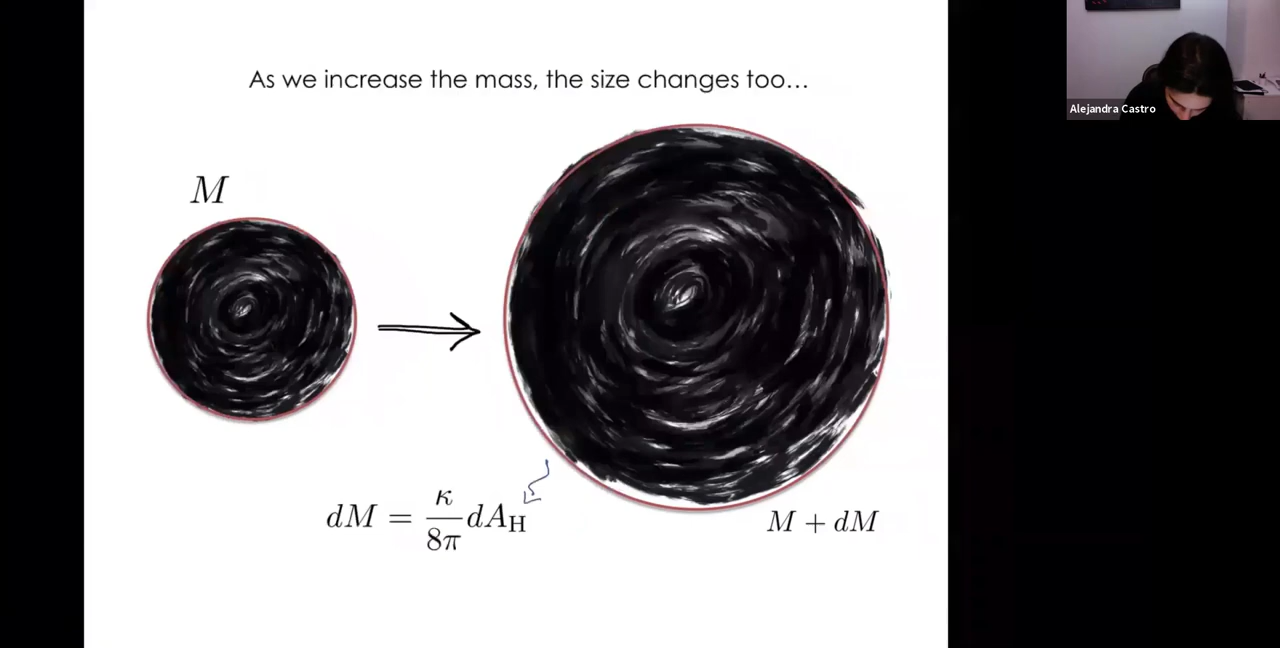 As we increase the mass, the size changes too...
Alejandra Castro
M
dM = κ/8π dA_H
M + dM